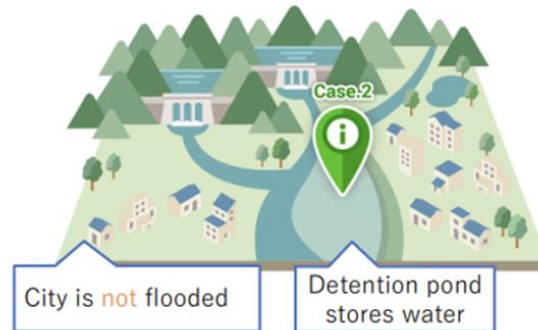 Case.2
i
City is not flooded
Detention pond
stores water